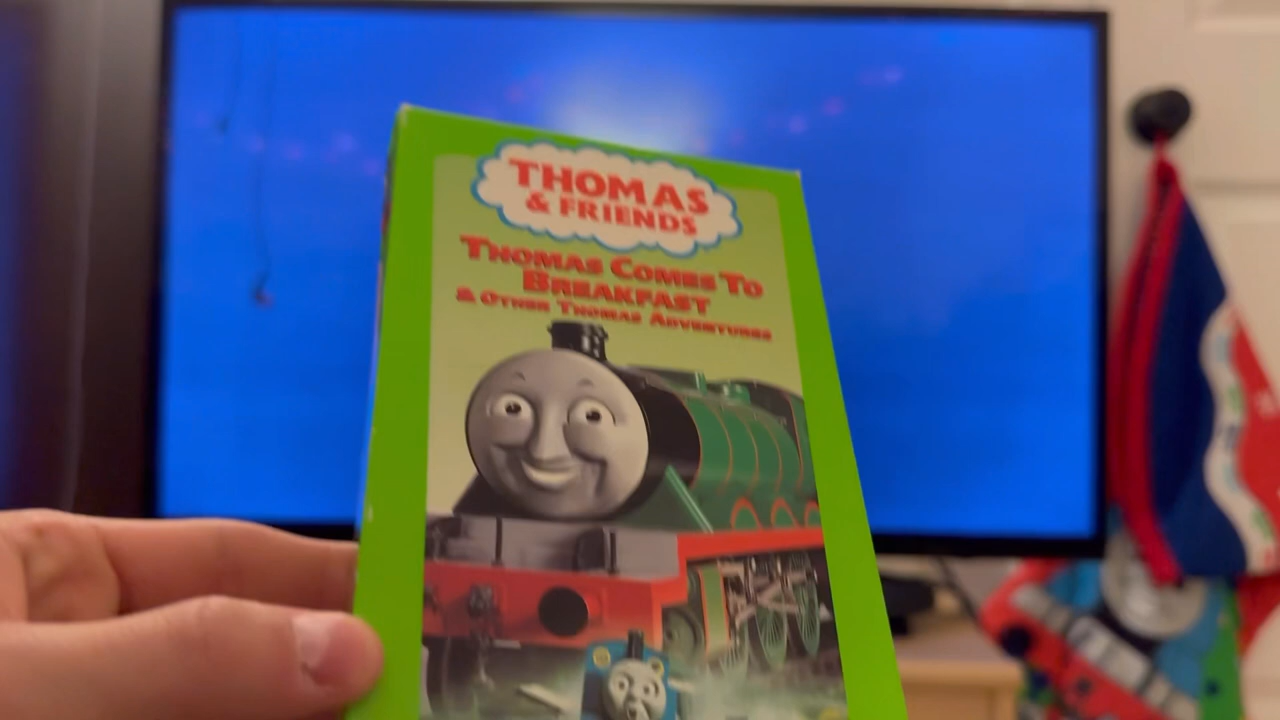 THOMAS
& FRIENDS
THOMAS COMES TO
BREAKFAST
& OTHER THOMAS ADVENTURES